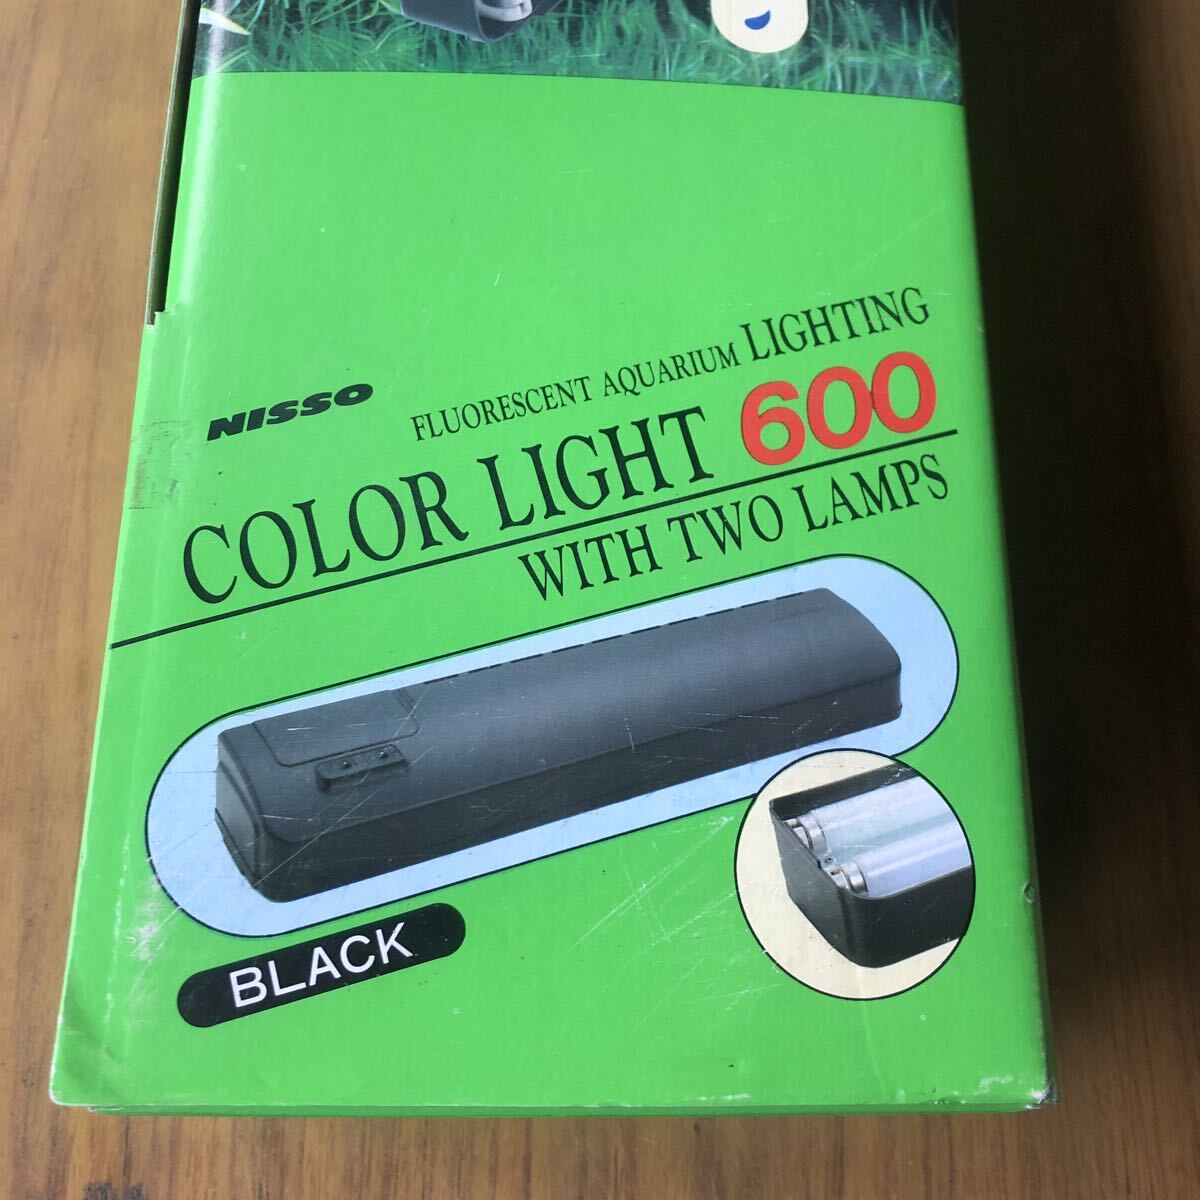 NISSO
FLUORESCENT AQUARIUM LIGHTING
COLOR LIGHT 600
WITH TWO LAMPS
BLACK